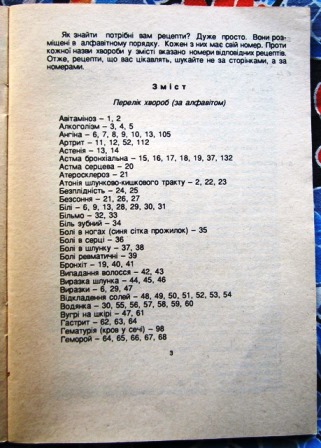 Як знайти потрібні вам рецепти? Дуже просто. Вони роз-
міщені в алфавітному порядку. Кожен з них має свій номер. Проти
кожної назви хвороби у змісті вказано номери відповідних рецептів.
Отже, рецепти, що вас цікавлять, шукайте не за сторінками, а за
номерами.
Зміст
Перелік хвороб (за алфавітом)
Авітаміноз – 1, 2
Алкоголізм – 3, 4, 5
Ангіна – 6, 7, 8, 9, 10, 13, 105
Артрит – 11, 12, 52, 112
Астенія – 13, 14
Астма бронхіальна – 15, 16, 17, 18, 19, 37, 132
Астма серцева – 20
Атеросклероз – 21
Атонія шлунково-кишкового тракту – 2, 22, 23
Безплідність – 24, 25
Безсоння – 21, 26, 27
Білі – 6, 9, 13, 28, 29, 30, 31
Більмо – 32, 33
Біль зубний – 34
Болі в ногах (синя сітка прожилок) – 35
Болі в серці – 36
Болі в шлунку – 37, 38
Болі ревматичні – 39
Бронхіт – 19, 40, 41
Випадання волосся – 42, 43
Виразка шлунка – 44, 45, 46
Виразки – 6, 29, 47
Відкладення солей – 48, 49, 50, 51, 52, 53, 54
Водянка – 30, 55, 56, 57, 58, 59, 60
Вугрі на шкірі – 47, 61
Гастрит – 62, 63, 64
Гематурія (кров у сечі) – 98
Геморой – 64, 65, 66, 67, 68
3